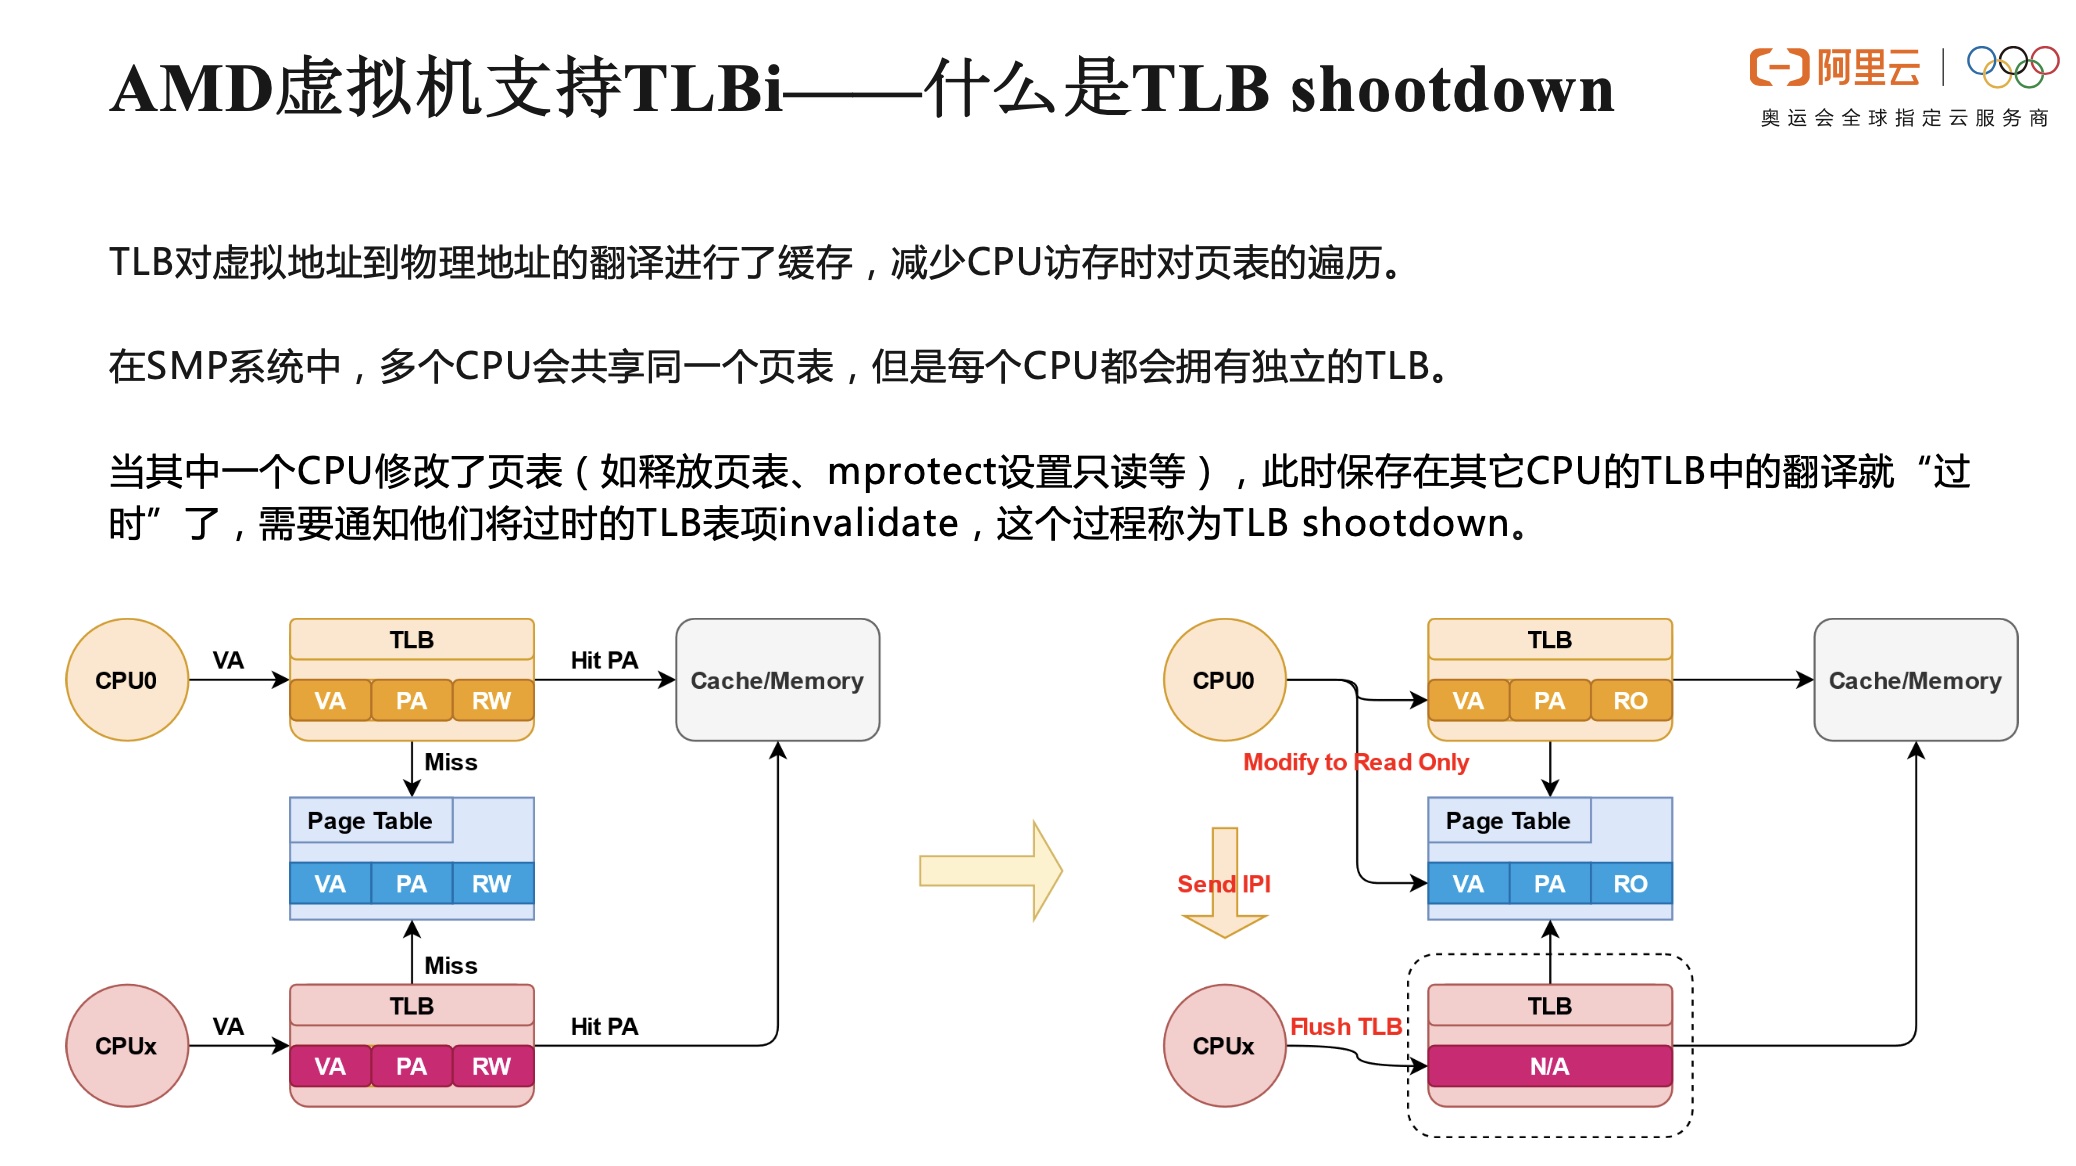 AMD虚拟机支持TLBi——什么是TLB shootdown
阿里云
奥运会全球指定云服务商
TLB对虚拟地址到物理地址的翻译进行了缓存，减少CPU访存时对页表的遍历。
在SMP系统中，多个CPU会共享同一个页表，但是每个CPU都会拥有独立的TLB。
当其中一个CPU修改了页表（如释放页表、mprotect设置只读等），此时保存在其它CPU的TLB中的翻译就“过
时”了，需要通知他们将过时的TLB表项invalidate，这个过程称为TLB shootdown。
CPU0
VA
TLB
VA PA RW
Hit PA
Cache/Memory
Miss
Page Table
VA PA RW
Miss
CPUx
VA
TLB
VA PA RW
Hit PA
CPU0
TLB
VA PA RO
Cache/Memory
Modify to Read Only
Page Table
VA PA RO
Send IPI
CPUx
Flush TLB
TLB
N/A